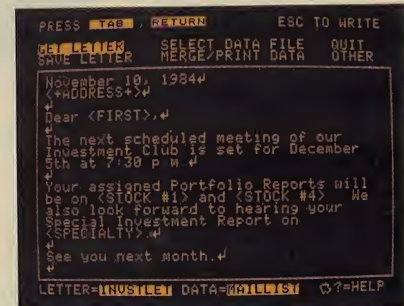 PRESS TAB , RETURN ESC TO WRITE
GET LETTER SELECT DATA FILE QUIT
SAVE LETTER MERGE/PRINT DATA OTHER
November 10, 1984↲
<+ADDRESS+>↲
↲
Dear <FIRST>,↲
↲
The next scheduled meeting of our
Investment Club is set for December
5th at 7:30 p m ↲
↲
Your assigned Portfolio Reports will
be on <STOCK #1> and <STOCK #4> We
also look forward to hearing your
Special Investment Report on
<SPECIALTY>.↲
↲
See you next month.↲
LETTER=INVSTLET DATA=MAILLIST ?=HELP